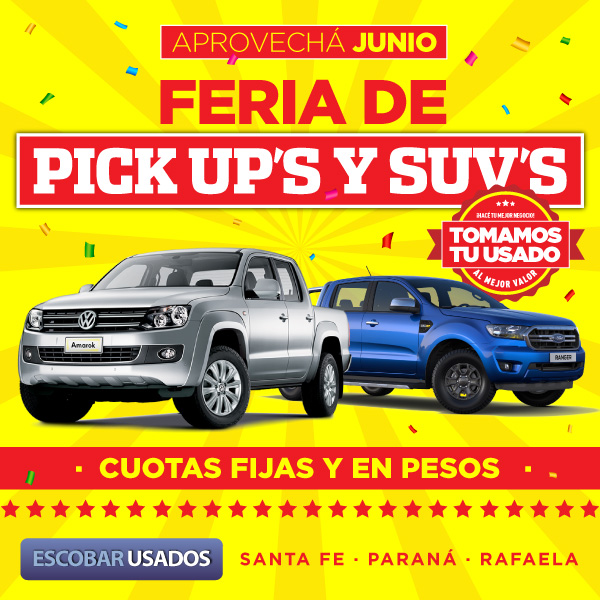 APROVECHÁ JUNIO
FERIA DE
PICK UP'S Y SUV'S
¡HACÉ TU MEJOR NEGOCIO!
TOMAMOS
TU USADO
AL MEJOR VALOR
Amarok
RANGER
CUOTAS FIJAS Y EN PESOS
ESCOBAR USADOS
SANTA FE · PARANÁ · RAFAELA